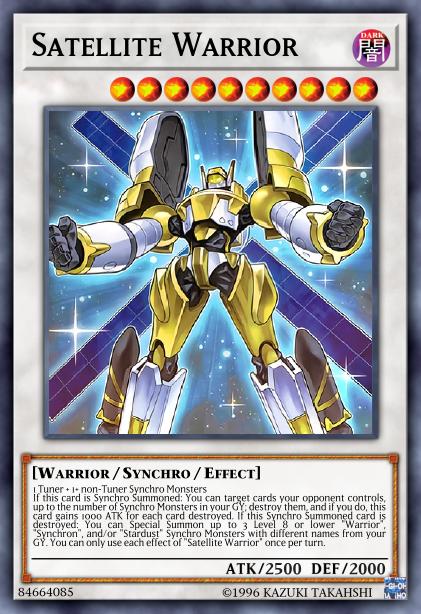 SATELLITE WARRIOR
DARK
闇
[WARRIOR / SYNCHRO / EFFECT]
1 Tuner + 1+ non-Tuner Synchro Monsters
If this card is Synchro Summoned: You can target cards your opponent controls,
up to the number of Synchro Monsters in your GY; destroy them, and if you do, this
card gains 1000 ATK for each card destroyed. If this Synchro Summoned card is
destroyed: You can Special Summon up to 3 Level 8 or lower "Warrior",
"Synchron", and/or "Stardust" Synchro Monsters with different names from your
GY. You can only use each effect of "Satellite Warrior" once per turn.
ATK/2500 DEF/2000
84664085
©1996 KAZUKI TAKAHSHI